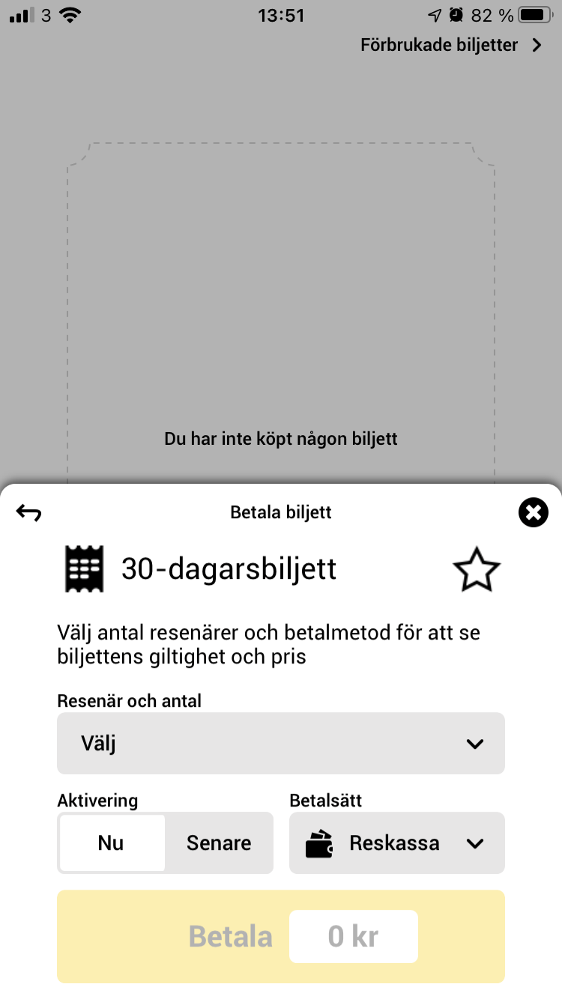 3 13:51 82 %
Förbrukade biljetter
Du har inte köpt någon biljett
Betala biljett
30-dagarsbiljett
Välj antal resenärer och betalmetod för att se
biljettens giltighet och pris
Resenär och antal
Välj
Aktivering Betalsätt
Nu Senare Reskassa
Betala 0 kr